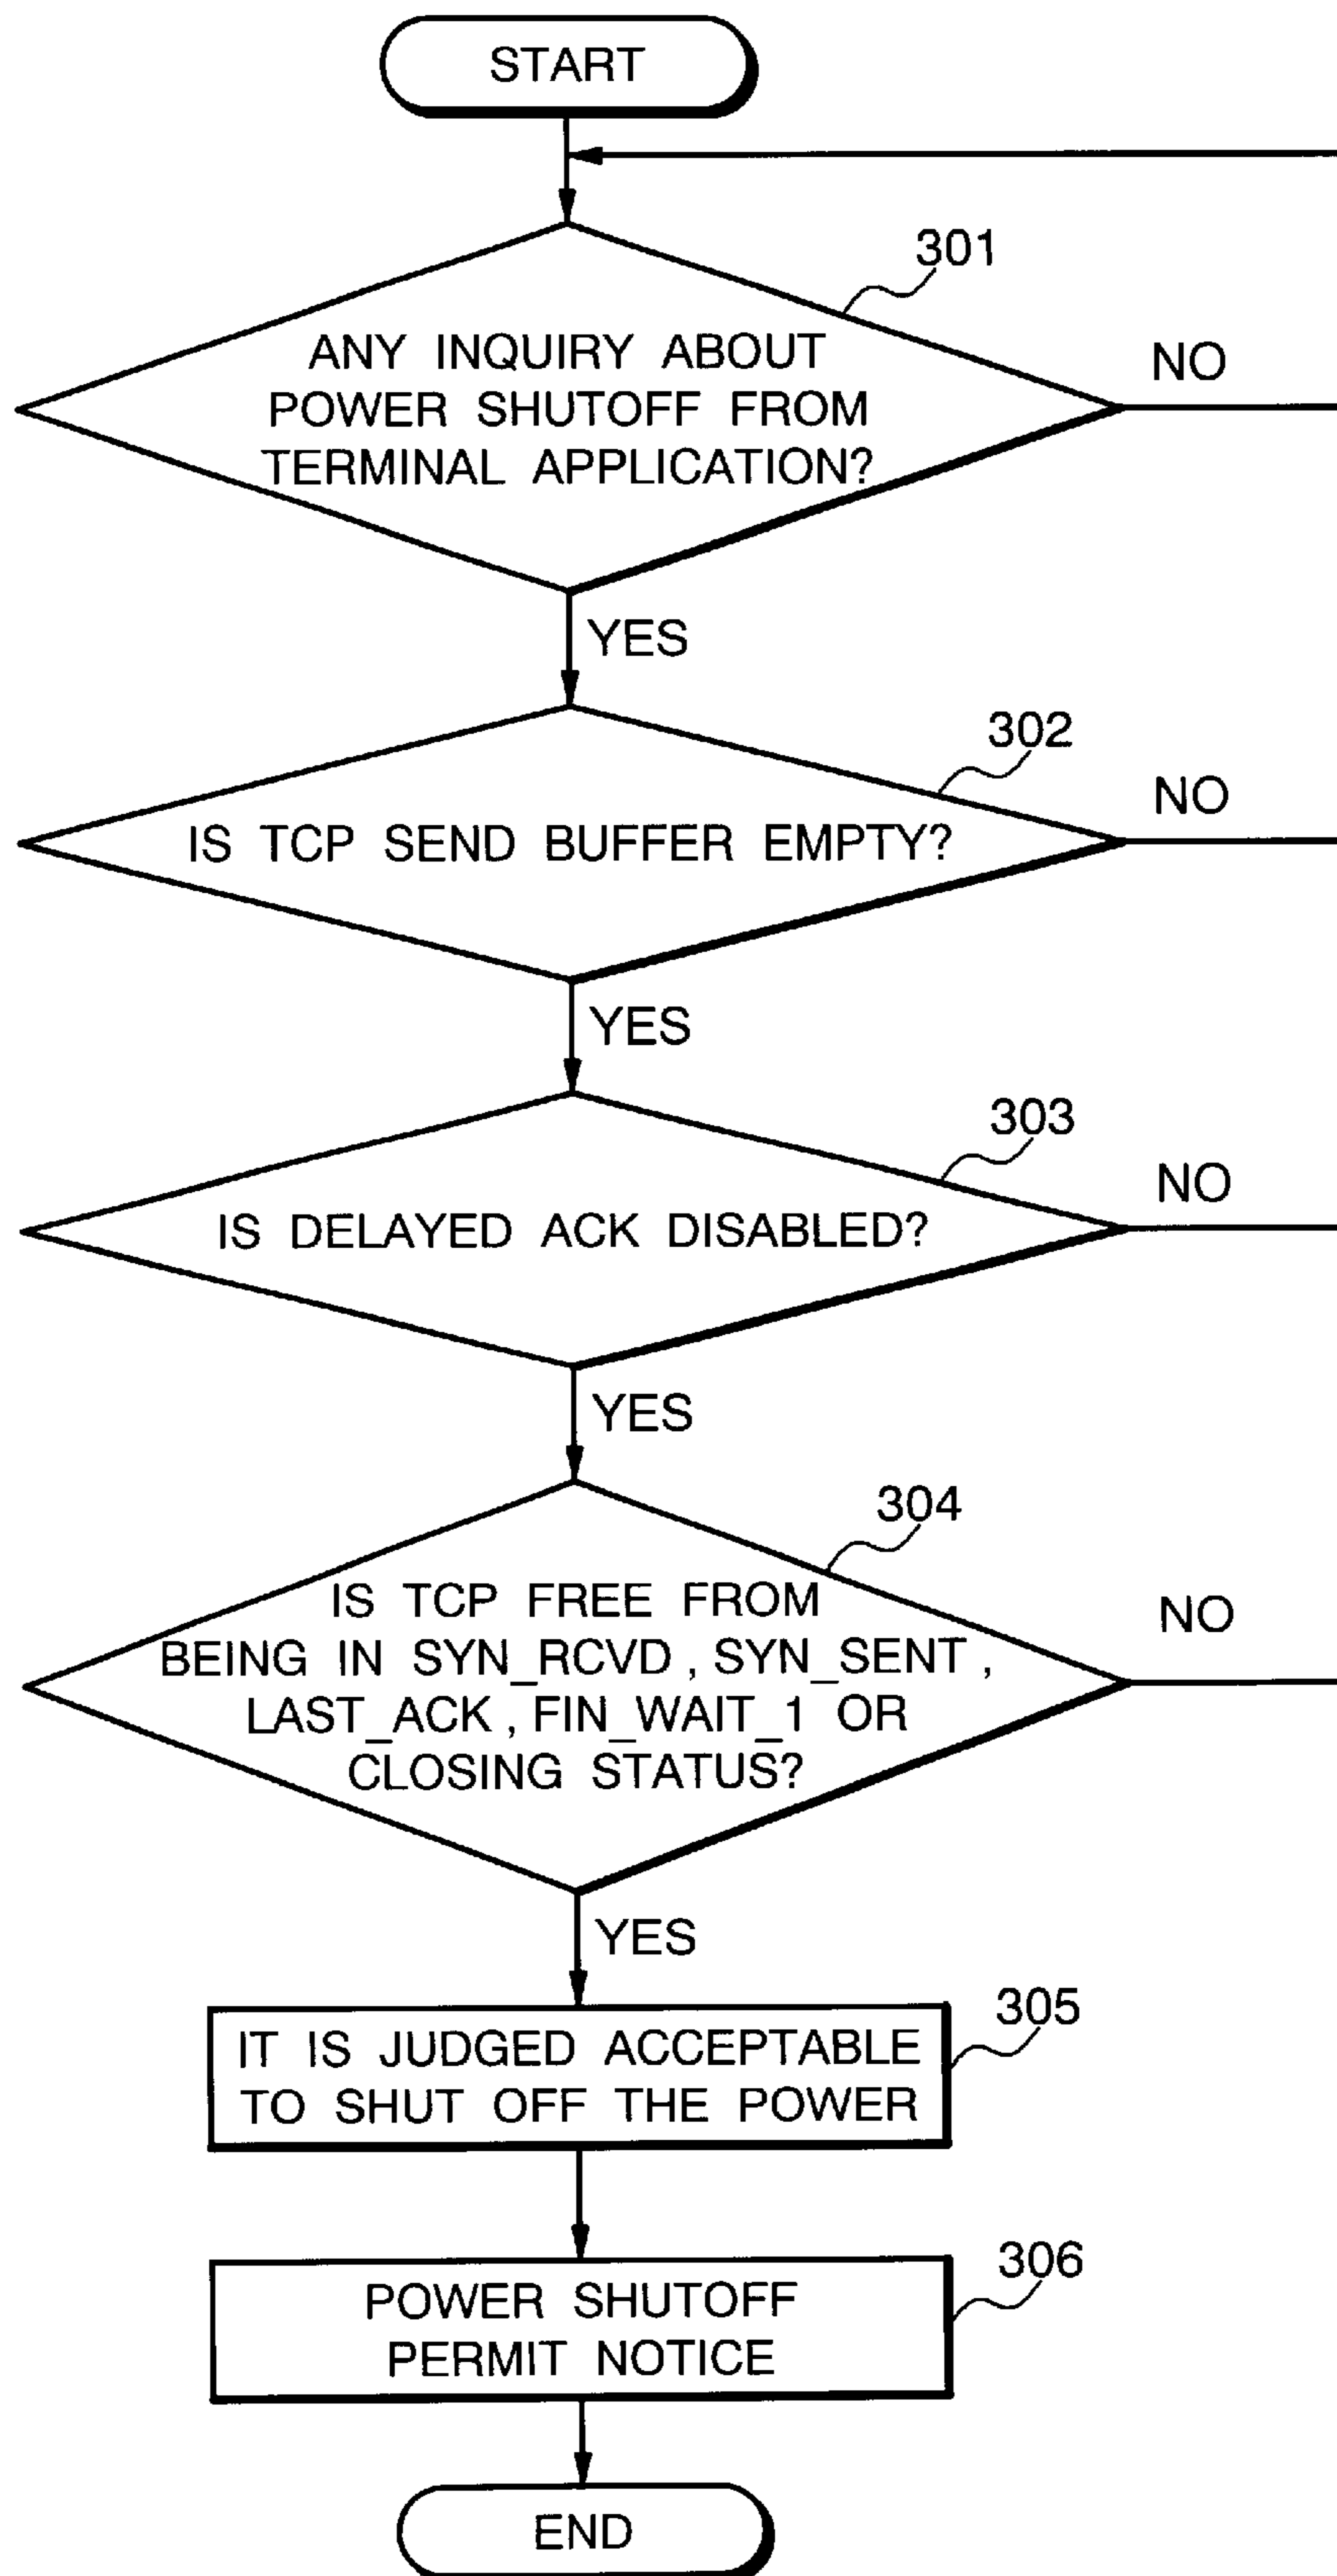 START
301
ANY INQUIRY ABOUT
POWER SHUTOFF FROM
TERMINAL APPLICATION?
NO
YES
302
IS TCP SEND BUFFER EMPTY?
NO
YES
303
IS DELAYED ACK DISABLED?
NO
YES
304
IS TCP FREE FROM
BEING IN SYN_RCVD , SYN_SENT ,
LAST_ACK , FIN_WAIT_1 OR
CLOSING STATUS?
NO
YES
305
IT IS JUDGED ACCEPTABLE
TO SHUT OFF THE POWER
306
POWER SHUTOFF
PERMIT NOTICE
END